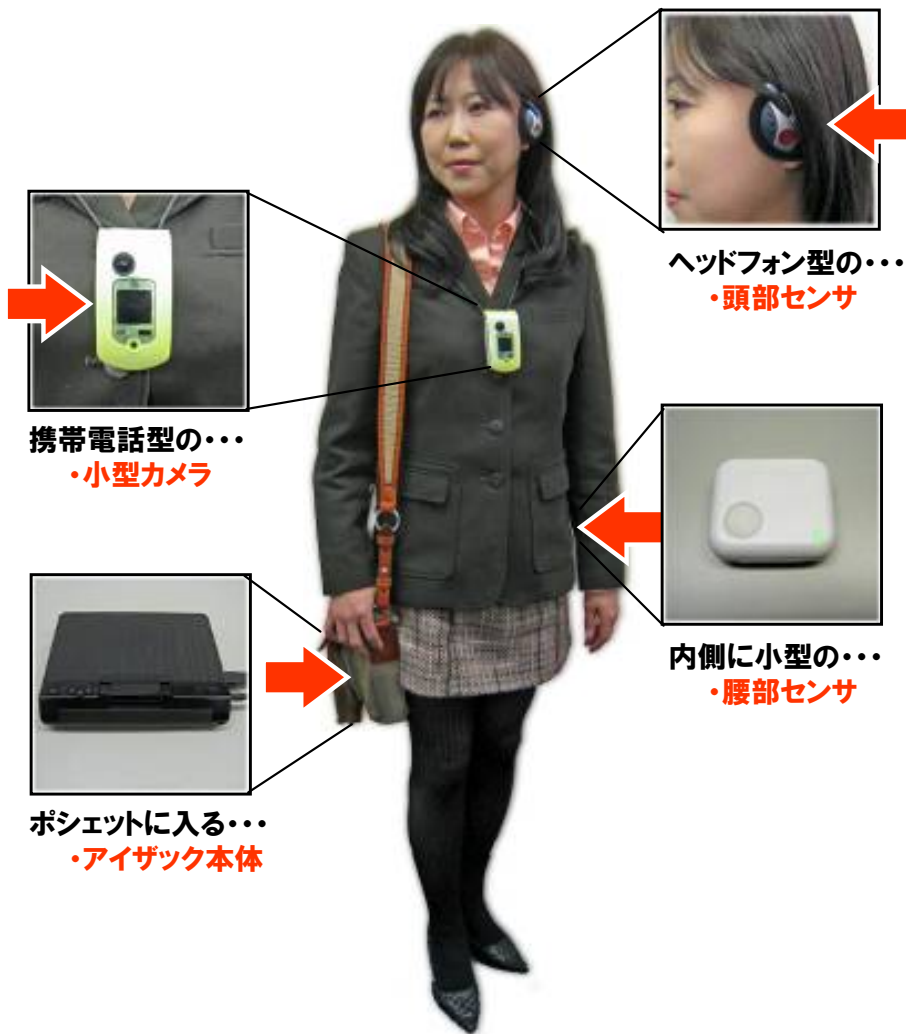 ヘッドフォン型の・・・
・頭部センサ
携帯電話型の・・・
・小型カメラ
内側に小型の・・・
・腰部センサ
ポシェットに入る・・・
・アイザック本体